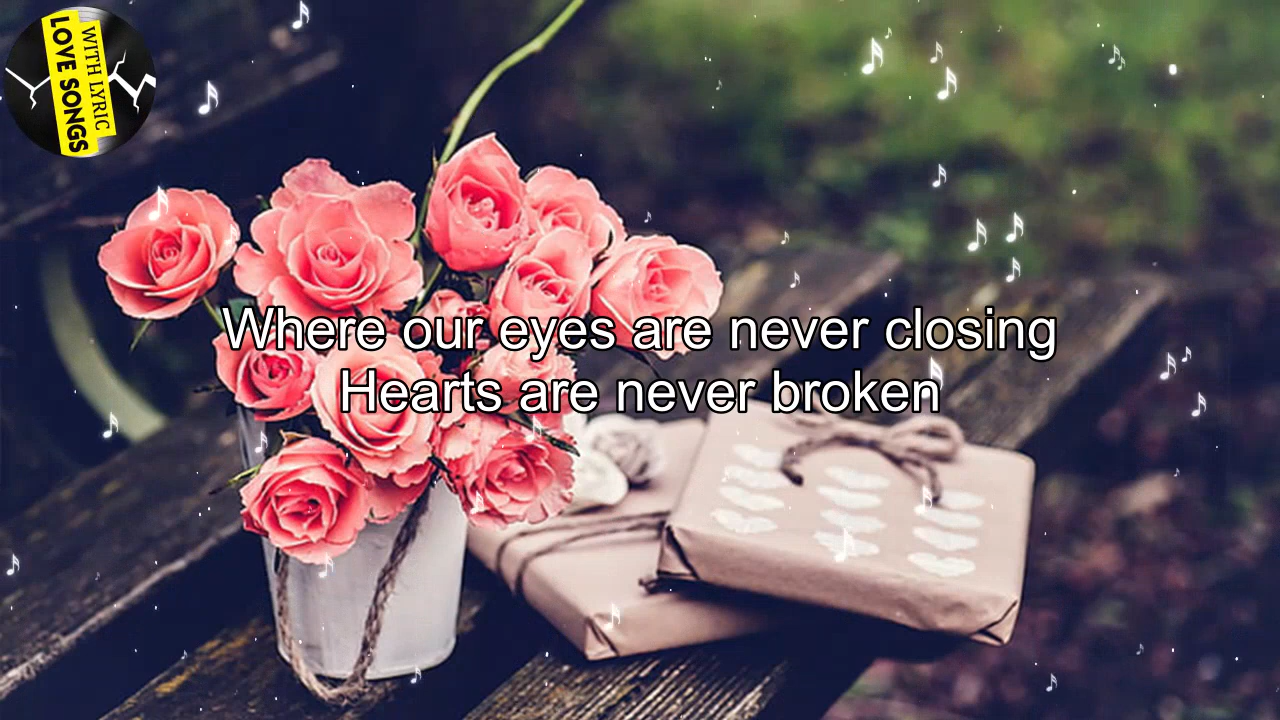 WITH LYRIC
LOVE SONGS
Where our eyes are never closing
Hearts are never broken